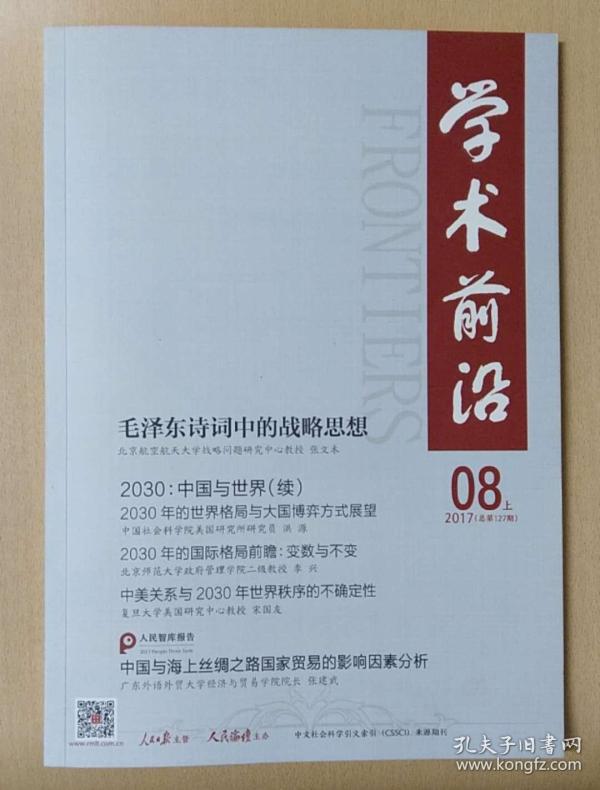 学术前沿
FRONTIERS
毛泽东诗词中的战略思想
北京航空航天大学战略问题研究中心教授 张文木
08上
2017(总第127期)
2030:中国与世界(续)
2030年的世界格局与大国博弈方式展望
中国社会科学院美国研究所研究员 洪 源
2030年的国际格局前瞻:变数与不变
北京师范大学政府管理学院二级教授 李 兴
中美关系与2030年世界秩序的不确定性
复旦大学美国研究中心教授 宋国友
人民智库报告
2017 People Think Tank
中国与海上丝绸之路国家贸易的影响因素分析
广东外语外贸大学经济与贸易学院院长 张建武
www.rmlt.com.cn
人民日报主管 人民论坛主办 中文社会科学引文索引(CSSCI)来源期刊
孔夫子旧书网
www.kongfz.com